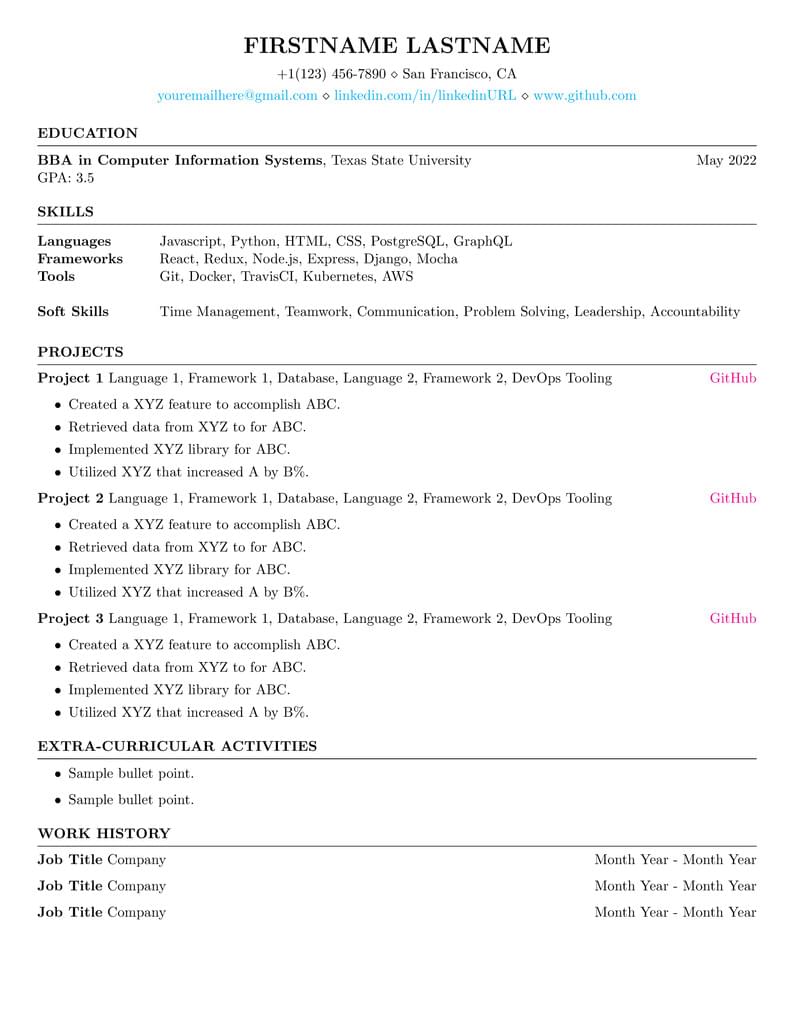 FIRSTNAME LASTNAME
+1(123) 456-7890 ⋄ San Francisco, CA
youremailhere@gmail.com ⋄ linkedin.com/in/linkedinURL ⋄ www.github.com
EDUCATION
BBA in Computer Information Systems, Texas State University May 2022
GPA: 3.5
SKILLS
Languages Javascript, Python, HTML, CSS, PostgreSQL, GraphQL
Frameworks React, Redux, Node.js, Express, Django, Mocha
Tools Git, Docker, TravisCI, Kubernetes, AWS
Soft Skills Time Management, Teamwork, Communication, Problem Solving, Leadership, Accountability
PROJECTS
Project 1 Language 1, Framework 1, Database, Language 2, Framework 2, DevOps Tooling GitHub
• Created a XYZ feature to accomplish ABC.
• Retrieved data from XYZ to for ABC.
• Implemented XYZ library for ABC.
• Utilized XYZ that increased A by B%.
Project 2 Language 1, Framework 1, Database, Language 2, Framework 2, DevOps Tooling GitHub
• Created a XYZ feature to accomplish ABC.
• Retrieved data from XYZ to for ABC.
• Implemented XYZ library for ABC.
• Utilized XYZ that increased A by B%.
Project 3 Language 1, Framework 1, Database, Language 2, Framework 2, DevOps Tooling GitHub
• Created a XYZ feature to accomplish ABC.
• Retrieved data from XYZ to for ABC.
• Implemented XYZ library for ABC.
• Utilized XYZ that increased A by B%.
EXTRA-CURRICULAR ACTIVITIES
• Sample bullet point.
• Sample bullet point.
WORK HISTORY
Job Title Company Month Year - Month Year
Job Title Company Month Year - Month Year
Job Title Company Month Year - Month Year